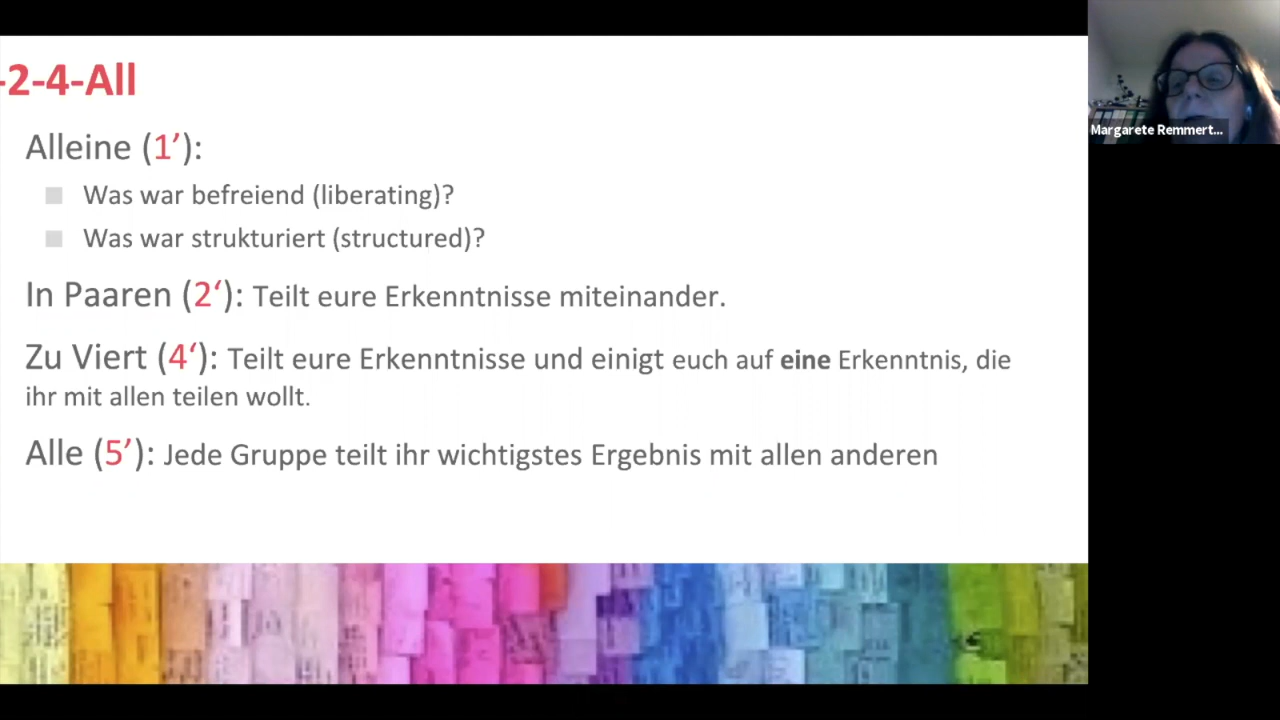 -2-4-All
Alleine (1’):
Was war befreiend (liberating)?
Was war strukturiert (structured)?
In Paaren (2‘): Teilt eure Erkenntnisse miteinander.
Zu Viert (4‘): Teilt eure Erkenntnisse und einigt euch auf eine Erkenntnis, die
ihr mit allen teilen wollt.
Alle (5’): Jede Gruppe teilt ihr wichtigstes Ergebnis mit allen anderen
Margarete Remmert...